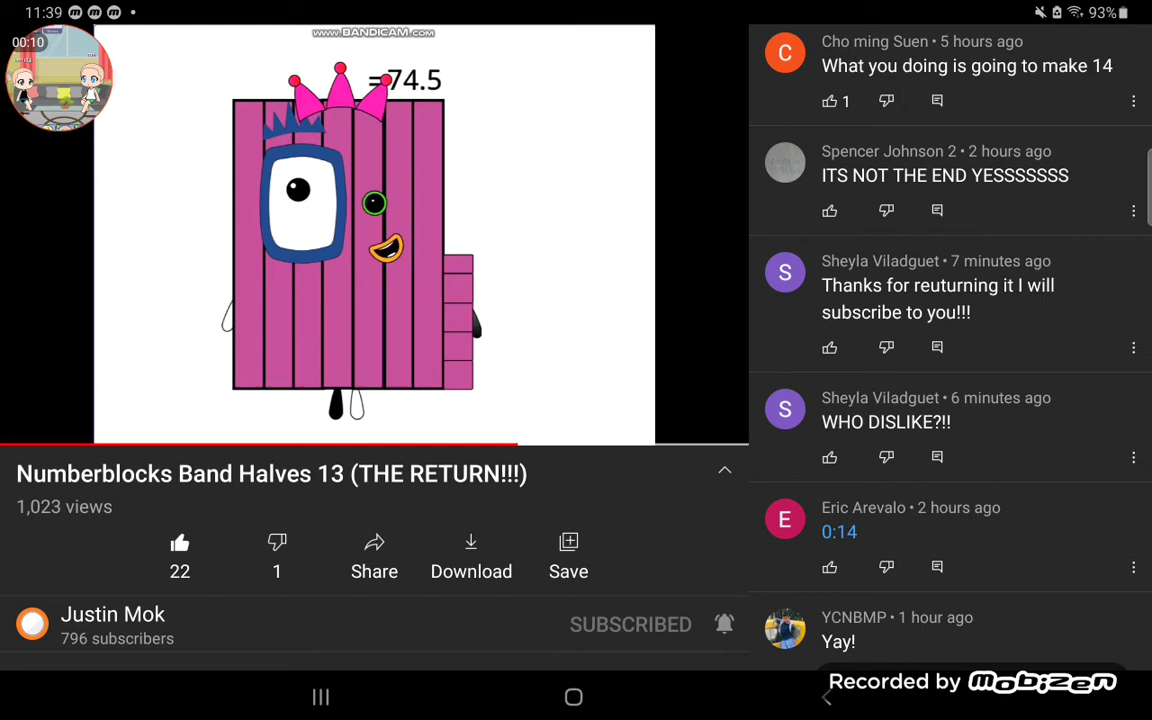 11:39
93%
00:10
www.BANDICAM.com
=74.5
Numberblocks Band Halves 13 (THE RETURN!!!)
1,023 views
22
1
Share
Download
Save
Justin Mok
796 subscribers
SUBSCRIBED
C
Cho ming Suen • 5 hours ago
What you doing is going to make 14
1
Spencer Johnson 2 • 2 hours ago
ITS NOT THE END YESSSSSSS
S
Sheyla Viladguet • 7 minutes ago
Thanks for reuturning it I will
subscribe to you!!!
S
Sheyla Viladguet • 6 minutes ago
WHO DISLIKE?!!
E
Eric Arevalo • 2 hours ago
0:14
YCNBMP • 1 hour ago
Yay!
Recorded by mobizen